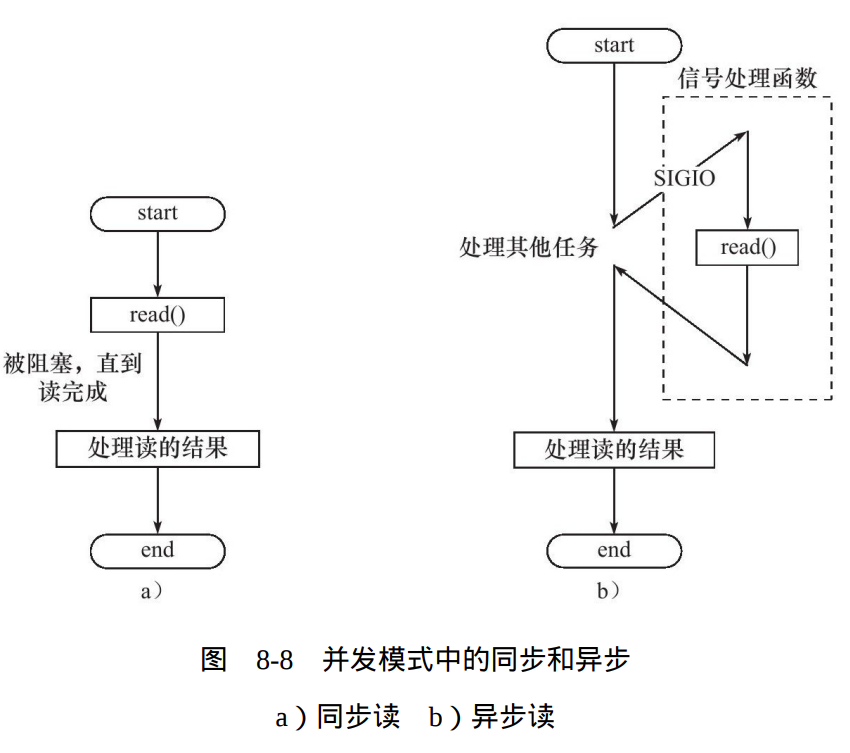 start
read()
被阻塞，直到
读完成
处理读的结果
end
a）
start
信号处理函数
SIGIO
处理其他任务
read()
处理读的结果
end
b）
图 8-8 并发模式中的同步和异步
a）同步读 b）异步读